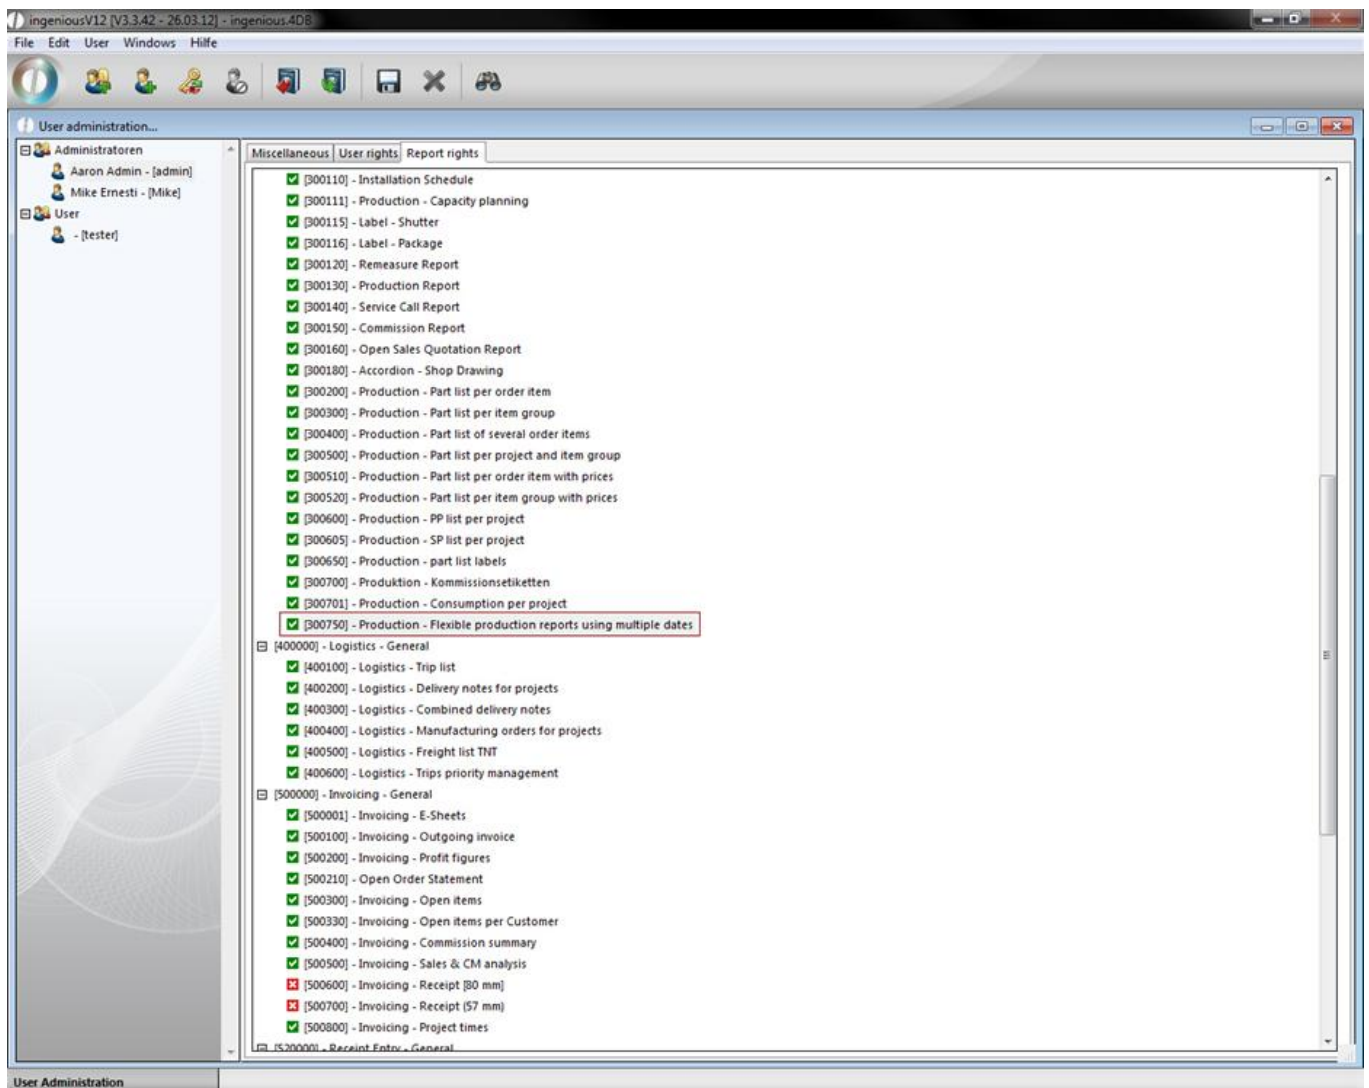 ingeniousV12 [V3.3.42 - 26.03.12] - ingenious.4DB
File Edit User Windows Hilfe
User administration...
Administratoren
Aaron Admin - [admin]
Mike Ernesti - [Mike]
User
- [tester]
Miscellaneous User rights Report rights
[300110] - Installation Schedule
[300111] - Production - Capacity planning
[300115] - Label - Shutter
[300116] - Label - Package
[300120] - Remeasure Report
[300130] - Production Report
[300140] - Service Call Report
[300150] - Commission Report
[300160] - Open Sales Quotation Report
[300180] - Accordion - Shop Drawing
[300200] - Production - Part list per order item
[300300] - Production - Part list per item group
[300400] - Production - Part list of several order items
[300500] - Production - Part list per project and item group
[300510] - Production - Part list per order item with prices
[300520] - Production - Part list per item group with prices
[300600] - Production - PP list per project
[300605] - Production - SP list per project
[300650] - Production - part list labels
[300700] - Produktion - Kommissionsetiketten
[300701] - Production - Consumption per project
[300750] - Production - Flexible production reports using multiple dates
[400000] - Logistics - General
[400100] - Logistics - Trip list
[400200] - Logistics - Delivery notes for projects
[400300] - Logistics - Combined delivery notes
[400400] - Logistics - Manufacturing orders for projects
[400500] - Logistics - Freight list TNT
[400600] - Logistics - Trips priority management
[500000] - Invoicing - General
[500001] - Invoicing - E-Sheets
[500100] - Invoicing - Outgoing invoice
[500200] - Invoicing - Profit figures
[500210] - Open Order Statement
[500300] - Invoicing - Open items
[500330] - Invoicing - Open items per Customer
[500400] - Invoicing - Commission summary
[500500] - Invoicing - Sales & CM analysis
[500600] - Invoicing - Receipt [80 mm]
[500700] - Invoicing - Receipt (57 mm)
[500800] - Invoicing - Project times
[520000] - Receipt Entry - General
User Administration